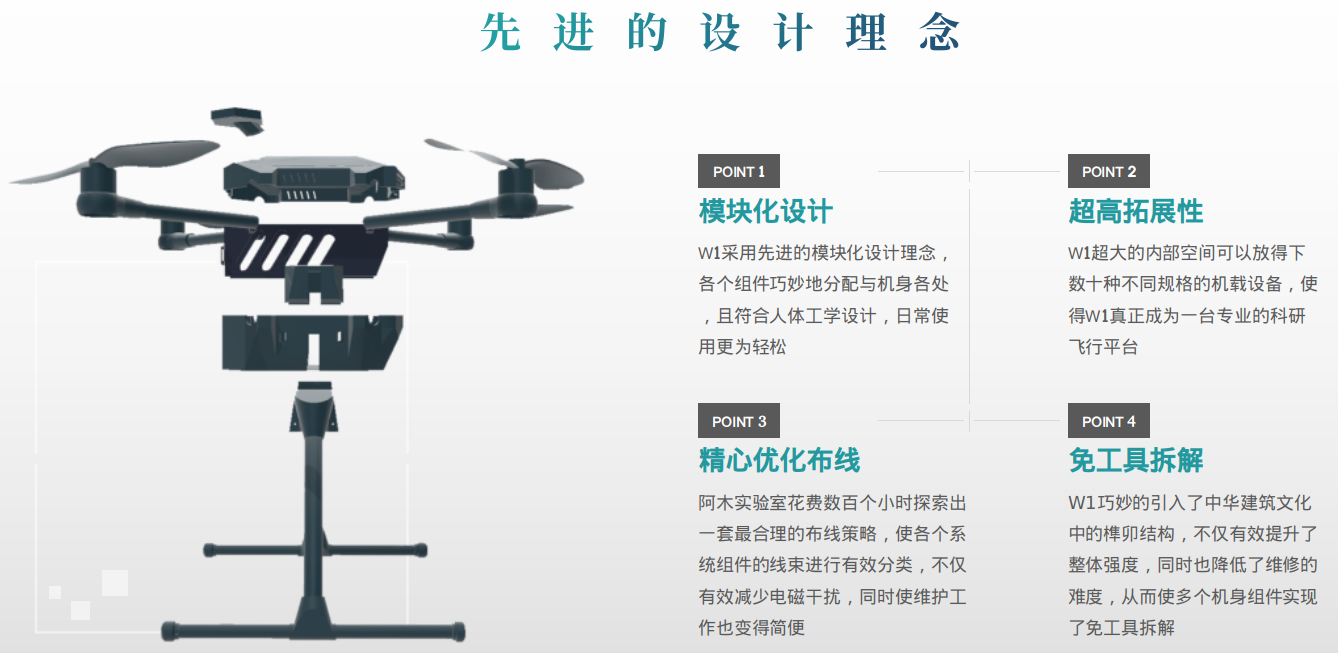 先进的设计理念
POINT 1
模块化设计
W1采用先进的模块化设计理念，
各个组件巧妙地分配与机身各处
，且符合人体工学设计，日常使
用更为轻松
POINT 2
超高拓展性
W1超大的内部空间可以放得下
数十种不同规格的机载设备，使
得W1真正成为一台专业的科研
飞行平台
POINT 3
精心优化布线
阿木实验室花费数百个小时探索出
一套最合理的布线策略，使各个系
统组件的线束进行有效分类，不仅
有效减少电磁干扰，同时使维护工
作也变得简便
POINT 4
免工具拆解
W1巧妙的引入了中华建筑文化
中的榫卯结构，不仅有效提升了
整体强度，同时也降低了维修的
难度，从而使多个机身组件实现
了免工具拆解